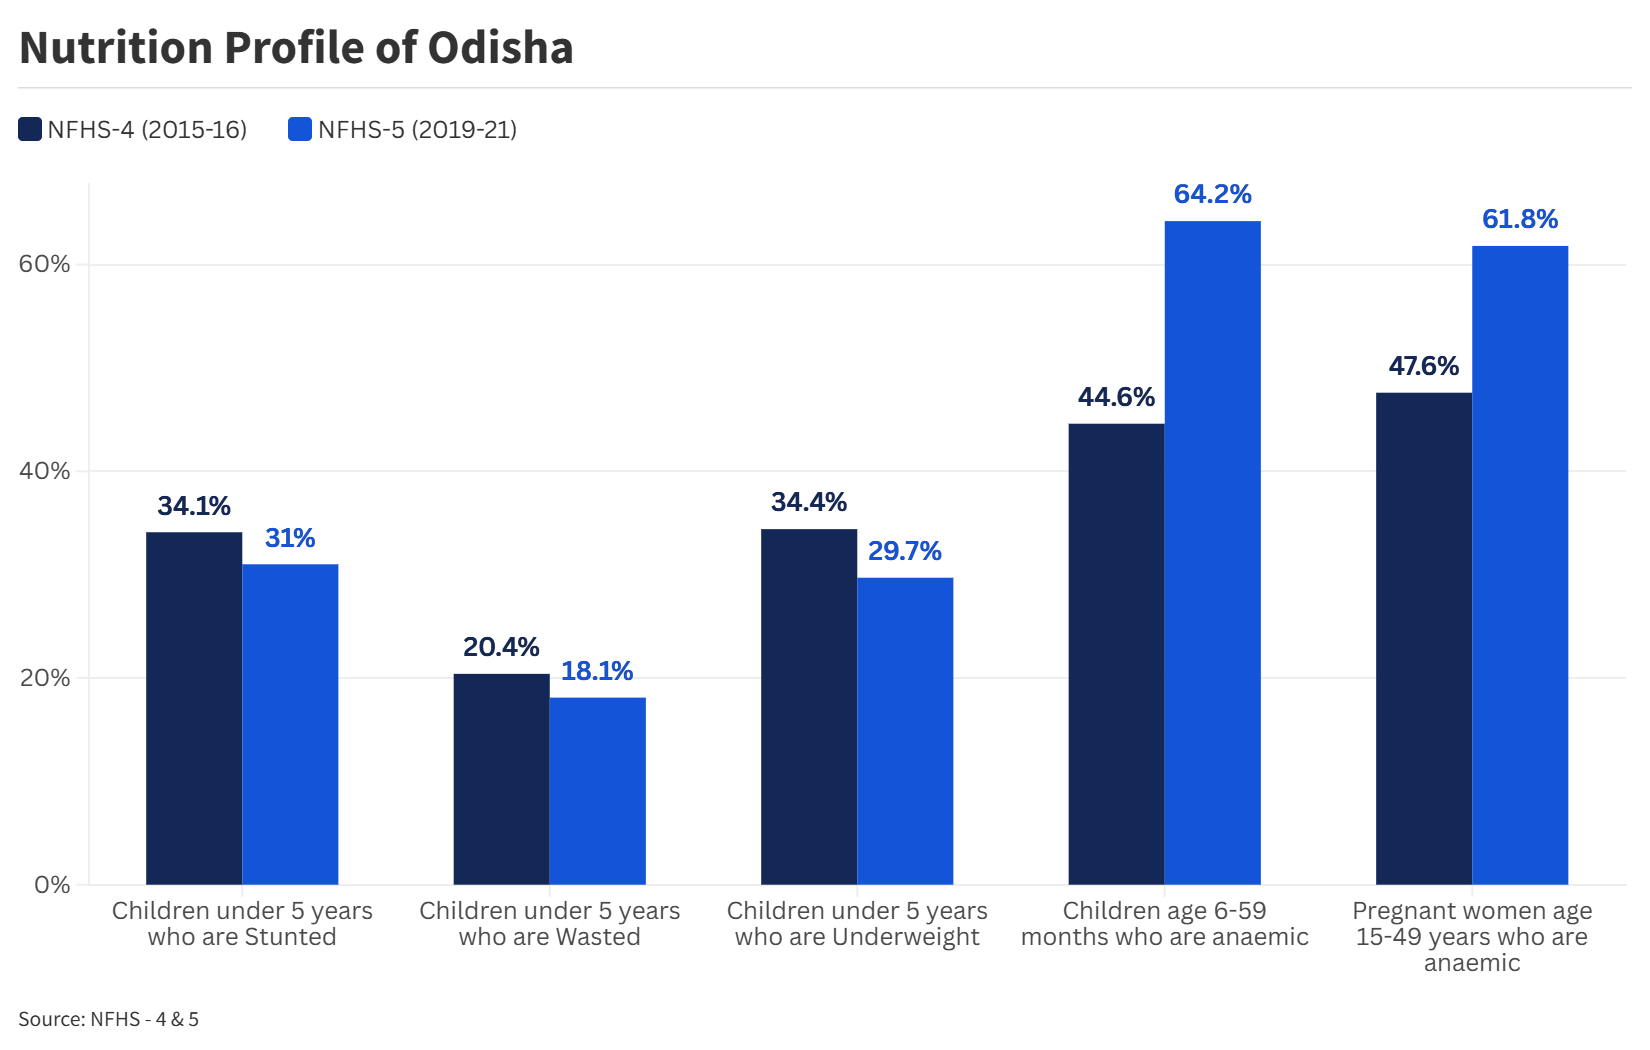 Nutrition Profile of Odisha
NFHS-4 (2015-16) NFHS-5 (2019-21)
64.2%
61.8%
60%
47.6%
44.6%
40%
34.1%
34.4%
31%
29.7%
20.4%
18.1%
20%
0%
Children under 5 years
who are Stunted
Children under 5 years
who are Wasted
Children under 5 years
who are Underweight
Children age 6-59
months who are anaemic
Pregnant women age
15-49 years who are
anaemic
Source: NFHS - 4 & 5